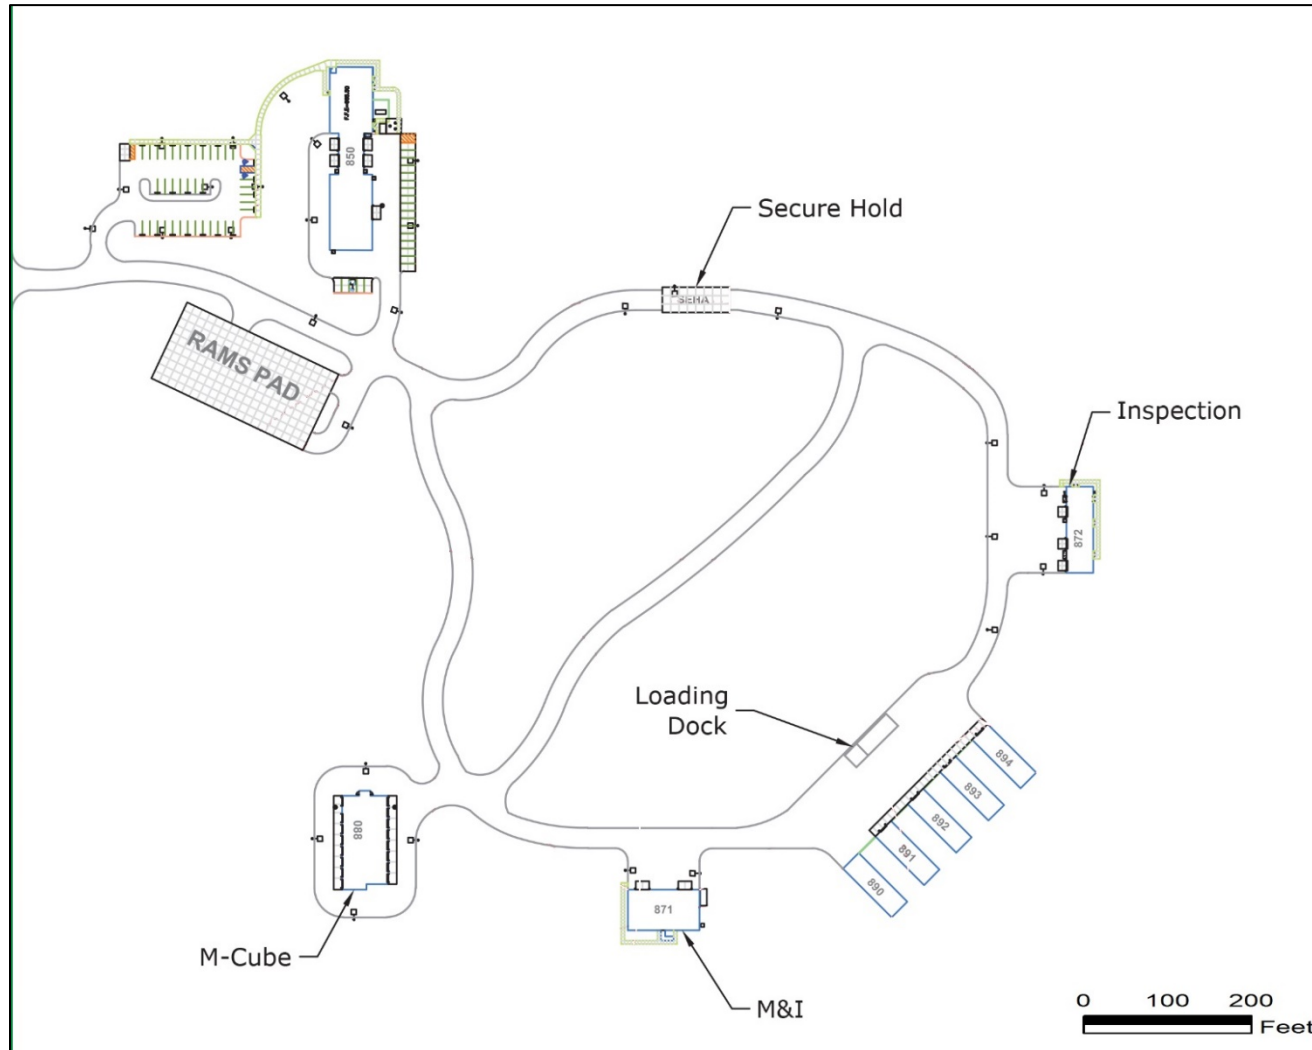 850
Secure Hold
SEHA
RAMS PAD
Inspection
872
Loading
Dock
894
893
892
891
890
880
871
M-Cube
M&I
0 100 200
Feet